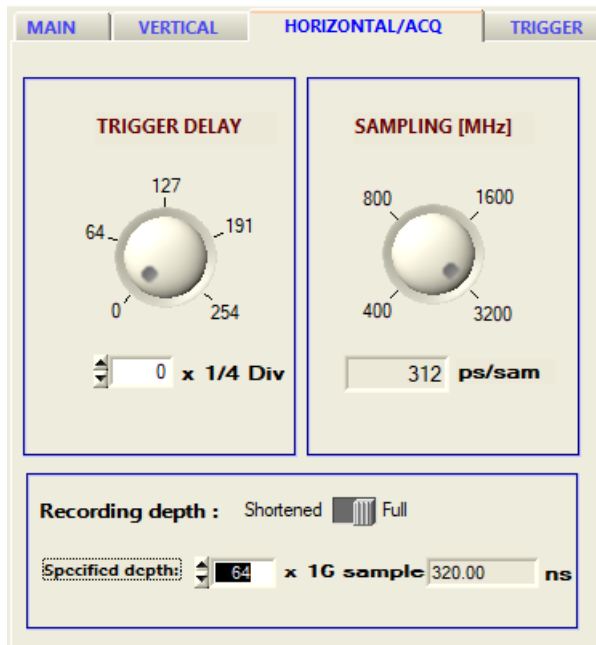 MAIN VERTICAL HORIZONTAL/ACQ TRIGGER
TRIGGER DELAY
127
64 191
0 254
0 x 1/4 Div
SAMPLING [MHz]
800 1600
400 3200
312 ps/sam
Recording depth : Shortened Full
Specified depth: 64 x 16 sample 320.00 ns